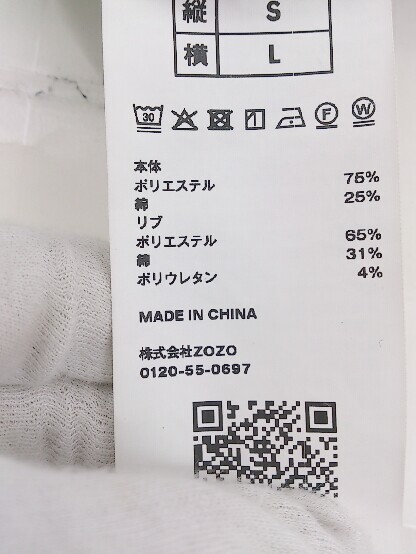 縦 S
横 L
30 F W
本体
ポリエステル 75%
綿 25%
リブ
ポリエステル 65%
綿 31%
ポリウレタン 4%
MADE IN CHINA
株式会社ZOZO
0120-55-0697